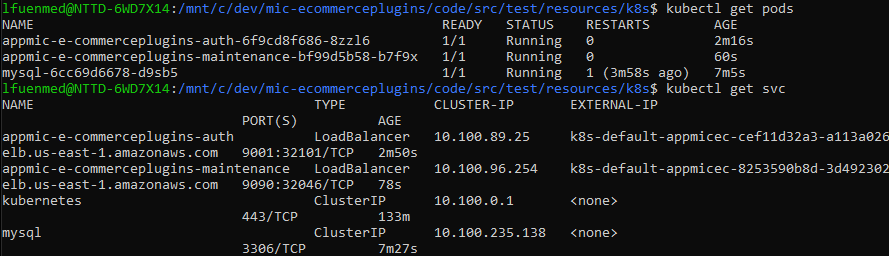 lfuenmed@NTTD-6WD7X14:/mnt/c/dev/mic-ecommerceplugins/code/src/test/resources/k8s$ kubectl get pods
NAME READY STATUS RESTARTS AGE
appmic-e-commerceplugins-auth-6f9cd8f686-8zzl6 1/1 Running 0 2m16s
appmic-e-commerceplugins-maintenance-bf99d5b58-b7f9x 1/1 Running 0 60s
mysql-6cc69d6678-d9sb5 1/1 Running 1 (3m58s ago) 7m5s
lfuenmed@NTTD-6WD7X14:/mnt/c/dev/mic-ecommerceplugins/code/src/test/resources/k8s$ kubectl get svc
NAME TYPE CLUSTER-IP EXTERNAL-IP
PORT(S) AGE
appmic-e-commerceplugins-auth LoadBalancer 10.100.89.25 k8s-default-appmicec-cef11d32a3-a113a026
elb.us-east-1.amazonaws.com 9001:32101/TCP 2m50s
appmic-e-commerceplugins-maintenance LoadBalancer 10.100.96.254 k8s-default-appmicec-8253590b8d-3d492302
elb.us-east-1.amazonaws.com 9090:32046/TCP 78s
kubernetes ClusterIP 10.100.0.1 <none>
443/TCP 133m
mysql ClusterIP 10.100.235.138 <none>
3306/TCP 7m27s